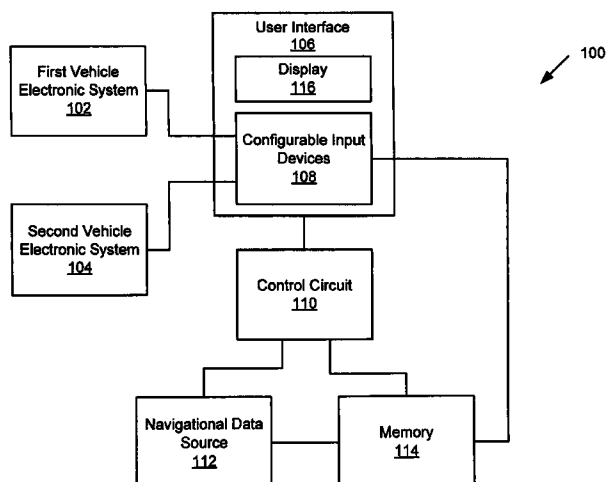 User Interface
106
Display
116
100
First Vehicle
Electronic System
102
Configurable Input
Devices
108
Second Vehicle
Electronic System
104
Control Circuit
110
Navigational Data
Source
112
Memory
114